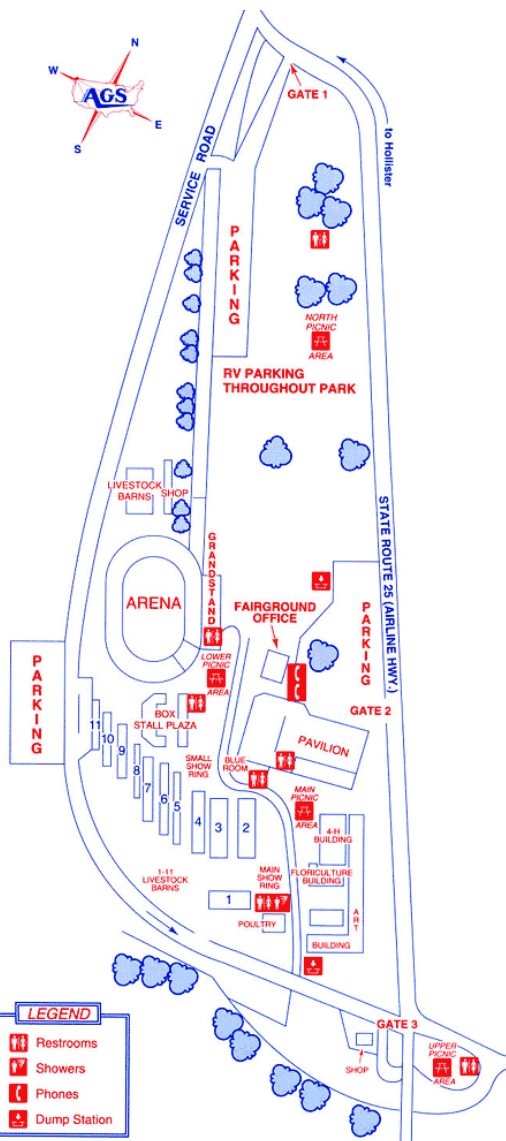 N
W
AGS
E
S
GATE 1
to Hollister
SERVICE ROAD
PARKING
NORTH
PICNIC
AREA
RV PARKING
THROUGHOUT PARK
LIVESTOCK
BARNS
SHOP
STATE ROUTE 25 (AIRLINE HWY.)
GRANDSTAND
ARENA
FAIRGROUND
OFFICE
PARKING
LOWER
PICNIC
AREA
PARKING
GATE 2
BOX
STALL PLAZA
11
10
9
8
7
6
5
4
3
2
PAVILION
SMALL
SHOW
RING
BLUE
ROOM
MAIN
PICNIC
AREA
4-H
BUILDING
FLORICULTURE
BUILDING
ART
BUILDING
1-11
LIVESTOCK
BARNS
MAIN
SHOW
RING
1
POULTRY
GATE 3
SHOP
UPPER
PICNIC
AREA
LEGEND
Restrooms
Showers
Phones
Dump Station